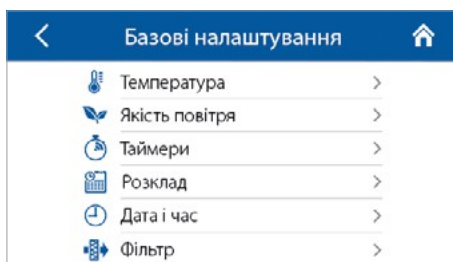 Базові налаштування
Температура
Якість повітря
Таймери
Розклад
Дата і час
Фільтр